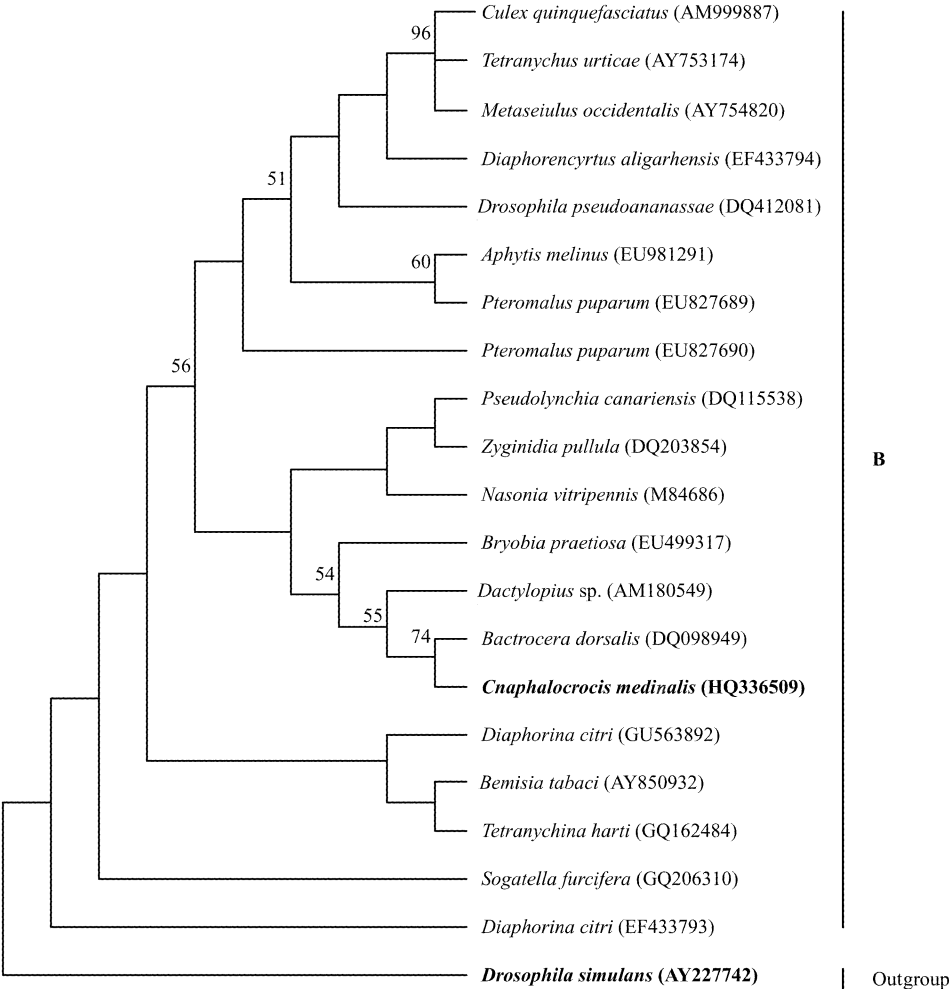 Culex quinquefasciatus (AM999887)
96
Tetranychus urticae (AY753174)
Metaseiulus occidentalis (AY754820)
Diaphorencyrtus aligarhensis (EF433794)
51
Drosophila pseudoananassae (DQ412081)
Aphytis melinus (EU981291)
60
Pteromalus puparum (EU827689)
Pteromalus puparum (EU827690)
56
Pseudolynchia canariensis (DQ115538)
Zyginidia pullula (DQ203854)
B
Nasonia vitripennis (M84686)
Bryobia praetiosa (EU499317)
54
Dactylopius sp. (AM180549)
55
Bactrocera dorsalis (DQ098949)
74
Cnaphalocrocis medinalis (HQ336509)
Diaphorina citri (GU563892)
Bemisia tabaci (AY850932)
Tetranychina harti (GQ162484)
Sogatella furcifera (GQ206310)
Diaphorina citri (EF433793)
Drosophila simulans (AY227742)
Outgroup